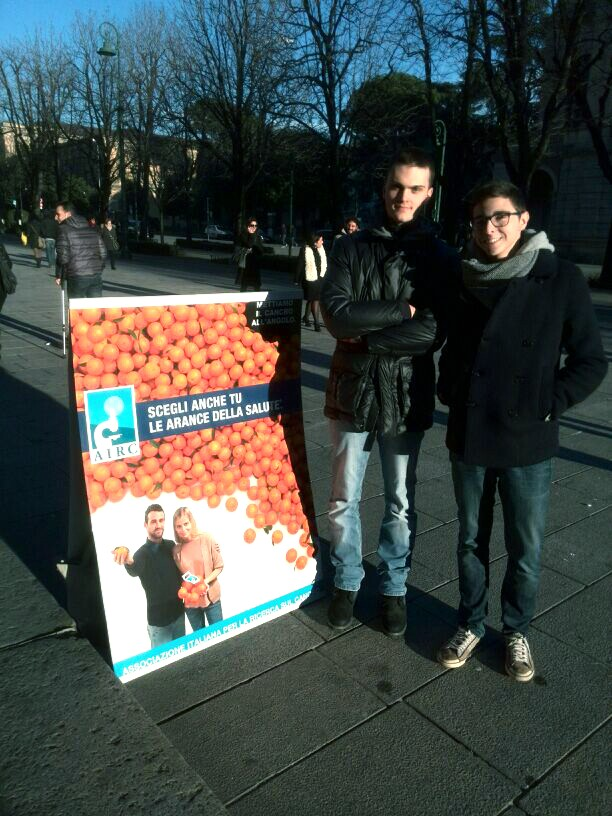 METTIAMO
IL CANCRO
ALL'ANGOLO
SCEGLI ANCHE TU
LE ARANCE DELLA SALUTE.
AIRC
ASSOCIAZIONE ITALIANA PER LA RICERCA SUL